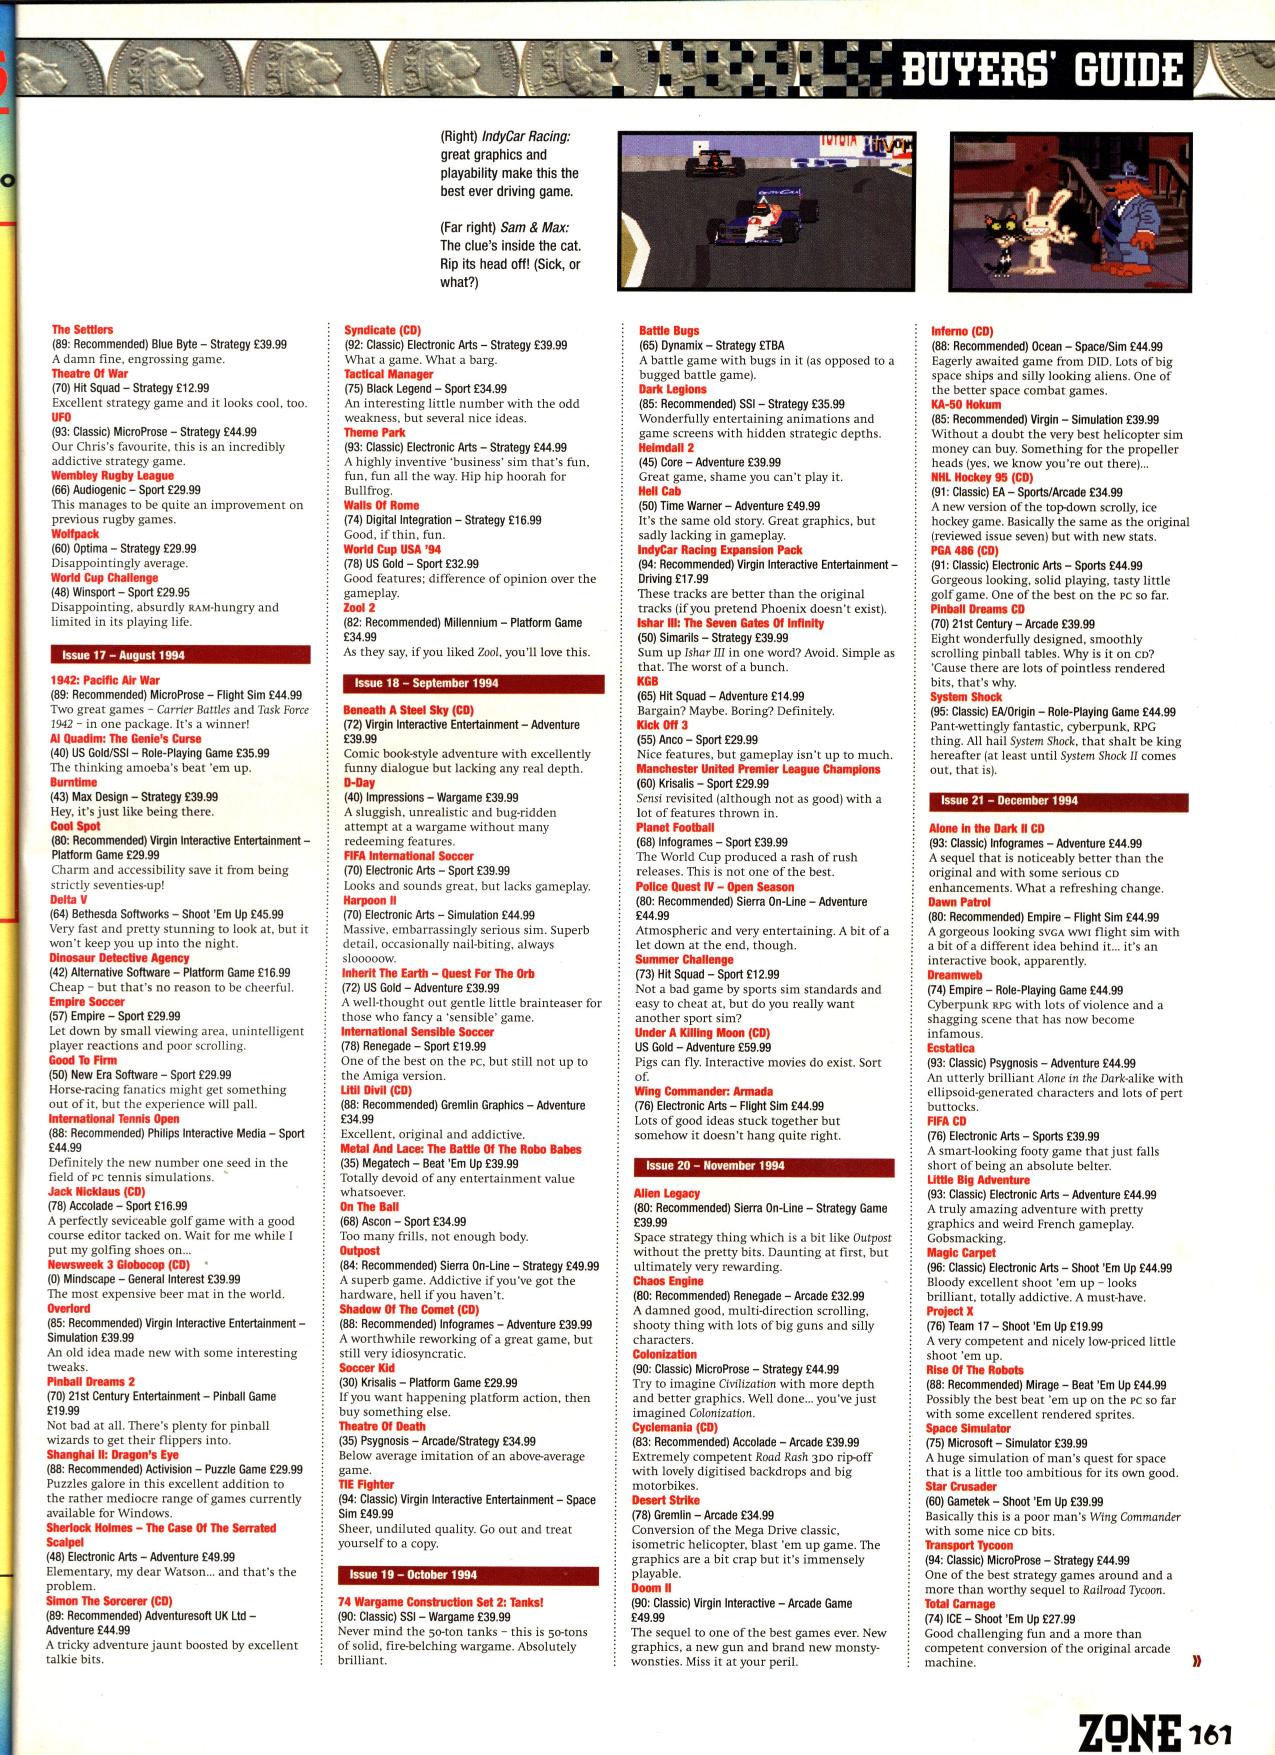 BUYERS' GUIDE
(Right) IndyCar Racing:
great graphics and
playability make this the
best ever driving game.
(Far right) Sam & Max:
The clue's inside the cat.
Rip its head off! (Sick, or
what?)
TOYOTA
The Settlers
(89: Recommended) Blue Byte – Strategy £39.99
A damn fine, engrossing game.
Theatre Of War
(70) Hit Squad – Strategy £12.99
Excellent strategy game and it looks cool, too.
UFO
(93: Classic) MicroProse – Strategy £44.99
Our Chris's favourite, this is an incredibly
addictive strategy game.
Wembley Rugby League
(66) Audiogenic – Sport £29.99
This manages to be quite an improvement on
previous rugby games.
Wolfpack
(60) Optima – Strategy £29.99
Disappointingly average.
World Cup Challenge
(48) Winsport – Sport £29.95
Disappointing, absurdly RAM-hungry and
limited in its playing life.
Issue 17 – August 1994
1942: Pacific Air War
(89: Recommended) MicroProse – Flight Sim £44.99
Two great games – Carrier Battles and Task Force
1942 – in one package. It's a winner!
Al Quadim: The Genie's Curse
(40) US Gold/SSI – Role-Playing Game £35.99
The thinking amoeba's beat 'em up.
Burntime
(43) Max Design – Strategy £39.99
Hey, it's just like being there.
Cool Spot
(80: Recommended) Virgin Interactive Entertainment –
Platform Game £29.99
Charm and accessibility save it from being
strictly seventies-up!
Delta V
(64) Bethesda Softworks – Shoot 'Em Up £45.99
Very fast and pretty stunning to look at, but it
won't keep you up into the night.
Dinosaur Detective Agency
(42) Alternative Software – Platform Game £16.99
Cheap – but that's no reason to be cheerful.
Empire Soccer
(57) Empire – Sport £29.99
Let down by small viewing area, unintelligent
player reactions and poor scrolling.
Good To Firm
(50) New Era Software – Sport £29.99
Horse-racing fanatics might get something
out of it, but the experience will pall.
International Tennis Open
(88: Recommended) Philips Interactive Media – Sport
£44.99
Definitely the new number one seed in the
field of PC tennis simulations.
Jack Nicklaus (CD)
(78) Accolade – Sport £16.99
A perfectly seviceable golf game with a good
course editor tacked on. Wait for me while I
put my golfing shoes on...
Newsweek 3 Globocop (CD)
(0) Mindscape – General Interest £39.99
The most expensive beer mat in the world.
Overlord
(85: Recommended) Virgin Interactive Entertainment –
Simulation £39.99
An old idea made new with some interesting
tweaks.
Pinball Dreams 2
(70) 21st Century Entertainment – Pinball Game
£19.99
Not bad at all. There's plenty for pinball
wizards to get their flippers into.
Shanghai II: Dragon's Eye
(88: Recommended) Activision – Puzzle Game £29.99
Puzzles galore in this excellent addition to
the rather mediocre range of games currently
available for Windows.
Sherlock Holmes – The Case Of The Serrated
Scalpel
(48) Electronic Arts – Adventure £49.99
Elementary, my dear Watson... and that's the
problem.
Simon The Sorcerer (CD)
(89: Recommended) Adventuresoft UK Ltd –
Adventure £44.99
A tricky adventure jaunt boosted by excellent
talkie bits.
Syndicate (CD)
(92: Classic) Electronic Arts – Strategy £39.99
What a game. What a barg.
Tactical Manager
(75) Black Legend – Sport £34.99
An interesting little number with the odd
weakness, but several nice ideas.
Theme Park
(93: Classic) Electronic Arts – Strategy £44.99
A highly inventive 'business' sim that's fun,
fun, fun all the way. Hip hip hoorah for
Bullfrog.
Walls Of Rome
(74) Digital Integration – Strategy £16.99
Good, if thin, fun.
World Cup USA '94
(78) US Gold – Sport £32.99
Good features; difference of opinion over the
gameplay.
Zool 2
(82: Recommended) Millennium – Platform Game
£34.99
As they say, if you liked Zool, you'll love this.
Issue 18 – September 1994
Beneath A Steel Sky (CD)
(72) Virgin Interactive Entertainment – Adventure
£39.99
Comic book-style adventure with excellently
funny dialogue but lacking any real depth.
D-Day
(40) Impressions – Wargame £39.99
A sluggish, unrealistic and bug-ridden
attempt at a wargame without many
redeeming features.
FIFA International Soccer
(70) Electronic Arts – Sport £39.99
Looks and sounds great, but lacks gameplay.
Harpoon II
(70) Electronic Arts – Simulation £44.99
Massive, embarrassingly serious sim. Superb
detail, occasionally nail-biting, always
slooooow.
Inherit The Earth – Quest For The Orb
(72) US Gold – Adventure £39.99
A well-thought out gentle little brainteaser for
those who fancy a 'sensible' game.
International Sensible Soccer
(78) Renegade – Sport £19.99
One of the best on the PC, but still not up to
the Amiga version.
Litil Divil (CD)
(88: Recommended) Gremlin Graphics – Adventure
£34.99
Excellent, original and addictive.
Metal And Lace: The Battle Of The Robo Babes
(35) Megatech – Beat 'Em Up £39.99
Totally devoid of any entertainment value
whatsoever.
On The Ball
(68) Ascon – Sport £34.99
Too many frills, not enough body.
Outpost
(84: Recommended) Sierra On-Line – Strategy £49.99
A superb game. Addictive if you've got the
hardware, hell if you haven't.
Shadow Of The Comet (CD)
(88: Recommended) Infogrames – Adventure £39.99
A worthwhile reworking of a great game, but
still very idiosyncratic.
Soccer Kid
(30) Krisalis – Platform Game £29.99
If you want happening platform action, then
buy something else.
Theatre Of Death
(35) Psygnosis – Arcade/Strategy £34.99
Below average imitation of an above-average
game.
TIE Fighter
(94: Classic) Virgin Interactive Entertainment – Space
Sim £49.99
Sheer, undiluted quality. Go out and treat
yourself to a copy.
Issue 19 – October 1994
74 Wargame Construction Set 2: Tanks!
(90: Classic) SSI – Wargame £39.99
Never mind the 50-ton tanks – this is 50-tons
of solid, fire-belching wargame. Absolutely
brilliant.
Battle Bugs
(65) Dynamix – Strategy £TBA
A battle game with bugs in it (as opposed to a
bugged battle game).
Dark Legions
(85: Recommended) SSI – Strategy £35.99
Wonderfully entertaining animations and
game screens with hidden strategic depths.
Heimdall 2
(45) Core – Adventure £39.99
Great game, shame you can't play it.
Hell Cab
(50) Time Warner – Adventure £49.99
It's the same old story. Great graphics, but
sadly lacking in gameplay.
IndyCar Racing Expansion Pack
(94: Recommended) Virgin Interactive Entertainment –
Driving £17.99
These tracks are better than the original
tracks (if you pretend Phoenix doesn't exist).
Ishar III: The Seven Gates Of Infinity
(50) Simarils – Strategy £39.99
Sum up Ishar III in one word? Avoid. Simple as
that. The worst of a bunch.
KGB
(65) Hit Squad – Adventure £14.99
Bargain? Maybe. Boring? Definitely.
Kick Off 3
(55) Anco – Sport £29.99
Nice features, but gameplay isn't up to much.
Manchester United Premier League Champions
(60) Krisalis – Sport £29.99
Sensi revisited (although not as good) with a
lot of features thrown in.
Planet Football
(68) Infogrames – Sport £39.99
The World Cup produced a rash of rush
releases. This is not one of the best.
Police Quest IV – Open Season
(80: Recommended) Sierra On-Line – Adventure
£44.99
Atmospheric and very entertaining. A bit of a
let down at the end, though.
Summer Challenge
(73) Hit Squad – Sport £12.99
Not a bad game by sports sim standards and
easy to cheat at, but do you really want
another sport sim?
Under A Killing Moon (CD)
US Gold – Adventure £59.99
Pigs can fly. Interactive movies do exist. Sort
of.
Wing Commander: Armada
(76) Electronic Arts – Flight Sim £44.99
Lots of good ideas stuck together but
somehow it doesn't hang quite right.
Issue 20 – November 1994
Alien Legacy
(80: Recommended) Sierra On-Line – Strategy Game
£39.99
Space strategy thing which is a bit like Outpost
without the pretty bits. Daunting at first, but
ultimately very rewarding.
Chaos Engine
(80: Recommended) Renegade – Arcade £32.99
A damned good, multi-direction scrolling,
shooty thing with lots of big guns and silly
characters.
Colonization
(90: Classic) MicroProse – Strategy £44.99
Try to imagine Civilization with more depth
and better graphics. Well done... you've just
imagined Colonization.
Cyclemania (CD)
(83: Recommended) Accolade – Arcade £39.99
Extremely competent Road Rash 3DO rip-off
with lovely digitised backdrops and big
motorbikes.
Desert Strike
(78) Gremlin – Arcade £34.99
Conversion of the Mega Drive classic,
isometric helicopter, blast 'em up game. The
graphics are a bit crap but it's immensely
playable.
Doom II
(90: Classic) Virgin Interactive – Arcade Game
£49.99
The sequel to one of the best games ever. New
graphics, a new gun and brand new monsty-
wonsties. Miss it at your peril.
Inferno (CD)
(88: Recommended) Ocean – Space/Sim £44.99
Eagerly awaited game from DID. Lots of big
space ships and silly looking aliens. One of
the better space combat games.
KA-50 Hokum
(85: Recommended) Virgin – Simulation £39.99
Without a doubt the very best helicopter sim
money can buy. Something for the propeller
heads (yes, we know you're out there)...
NHL Hockey 95 (CD)
(91: Classic) EA – Sports/Arcade £34.99
A new version of the top-down scrolly, ice
hockey game. Basically the same as the original
(reviewed issue seven) but with new stats.
PGA 486 (CD)
(91: Classic) Electronic Arts – Sports £44.99
Gorgeous looking, solid playing, tasty little
golf game. One of the best on the PC so far.
Pinball Dreams CD
(70) 21st Century – Arcade £39.99
Eight wonderfully designed, smoothly
scrolling pinball tables. Why is it on CD?
'Cause there are lots of pointless rendered
bits, that's why.
System Shock
(95: Classic) EA/Origin – Role-Playing Game £44.99
Pant-wettingly fantastic, cyberpunk, RPG
thing. All hail System Shock, that shalt be king
hereafter (at least until System Shock II comes
out, that is).
Issue 21 – December 1994
Alone in the Dark II CD
(93: Classic) Infogrames – Adventure £44.99
A sequel that is noticeably better than the
original and with some serious CD
enhancements. What a refreshing change.
Dawn Patrol
(80: Recommended) Empire – Flight Sim £44.99
A gorgeous looking SVGA WWI flight sim with
a bit of a different idea behind it... it's an
interactive book, apparently.
Dreamweb
(74) Empire – Role-Playing Game £44.99
Cyberpunk RPG with lots of violence and a
shagging scene that has now become
infamous.
Ecstatica
(93: Classic) Psygnosis – Adventure £44.99
An utterly brilliant Alone in the Dark-alike with
ellipsoid-generated characters and lots of pert
buttocks.
FIFA CD
(76) Electronic Arts – Sports £39.99
A smart-looking footy game that just falls
short of being an absolute belter.
Little Big Adventure
(93: Classic) Electronic Arts – Adventure £44.99
A truly amazing adventure with pretty
graphics and weird French gameplay.
Gobsmacking.
Magic Carpet
(96: Classic) Electronic Arts – Shoot 'Em Up £44.99
Bloody excellent shoot 'em up – looks
brilliant, totally addictive. A must-have.
Project X
(76) Team 17 – Shoot 'Em Up £19.99
A very competent and nicely low-priced little
shoot 'em up.
Rise Of The Robots
(88: Recommended) Mirage – Beat 'Em Up £44.99
Possibly the best beat 'em up on the PC so far
with some excellent rendered sprites.
Space Simulator
(75) Microsoft – Simulator £39.99
A huge simulation of man's quest for space
that is a little too ambitious for its own good.
Star Crusader
(60) Gametek – Shoot 'Em Up £39.99
Basically this is a poor man's Wing Commander
with some nice CD bits.
Transport Tycoon
(94: Classic) MicroProse – Strategy £44.99
One of the best strategy games around and a
more than worthy sequel to Railroad Tycoon.
Total Carnage
(74) ICE – Shoot 'Em Up £27.99
Good challenging fun and a more than
competent conversion of the original arcade
machine.
ZONE 161